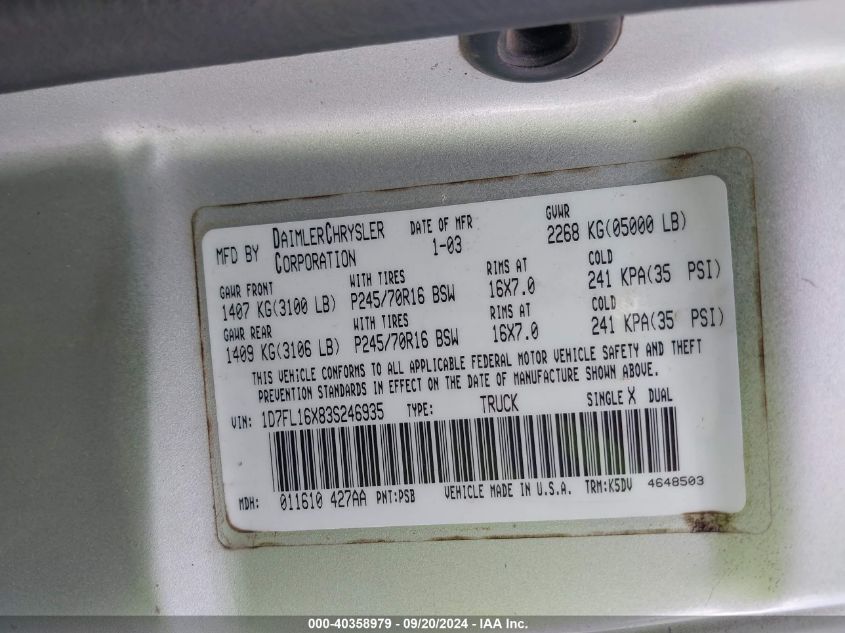 MFD BY DAIMLERCHRYSLER CORPORATION DATE OF MFR 1-03 GVWR 2268 KG(05000 LB)
GAWR FRONT WITH TIRES RIMS AT COLD
1407 KG(3100 LB) P245/70R16 BSW 16X7.0 241 KPA(35 PSI)
GAWR REAR WITH TIRES RIMS AT COLD
1409 KG(3106 LB) P245/70R16 BSW 16X7.0 241 KPA(35 PSI)
THIS VEHICLE CONFORMS TO ALL APPLICABLE FEDERAL MOTOR VEHICLE SAFETY AND THEFT
PREVENTION STANDARDS IN EFFECT ON THE DATE OF MANUFACTURE SHOWN ABOVE.
VIN: 1D7FL16X83S246935 TYPE: TRUCK SINGLE X DUAL
MDH: 011610 427AA PNT:PSB VEHICLE MADE IN U.S.A. TRM:K5DV 4648503
000-40358979 - 09/20/2024 - IAA Inc.